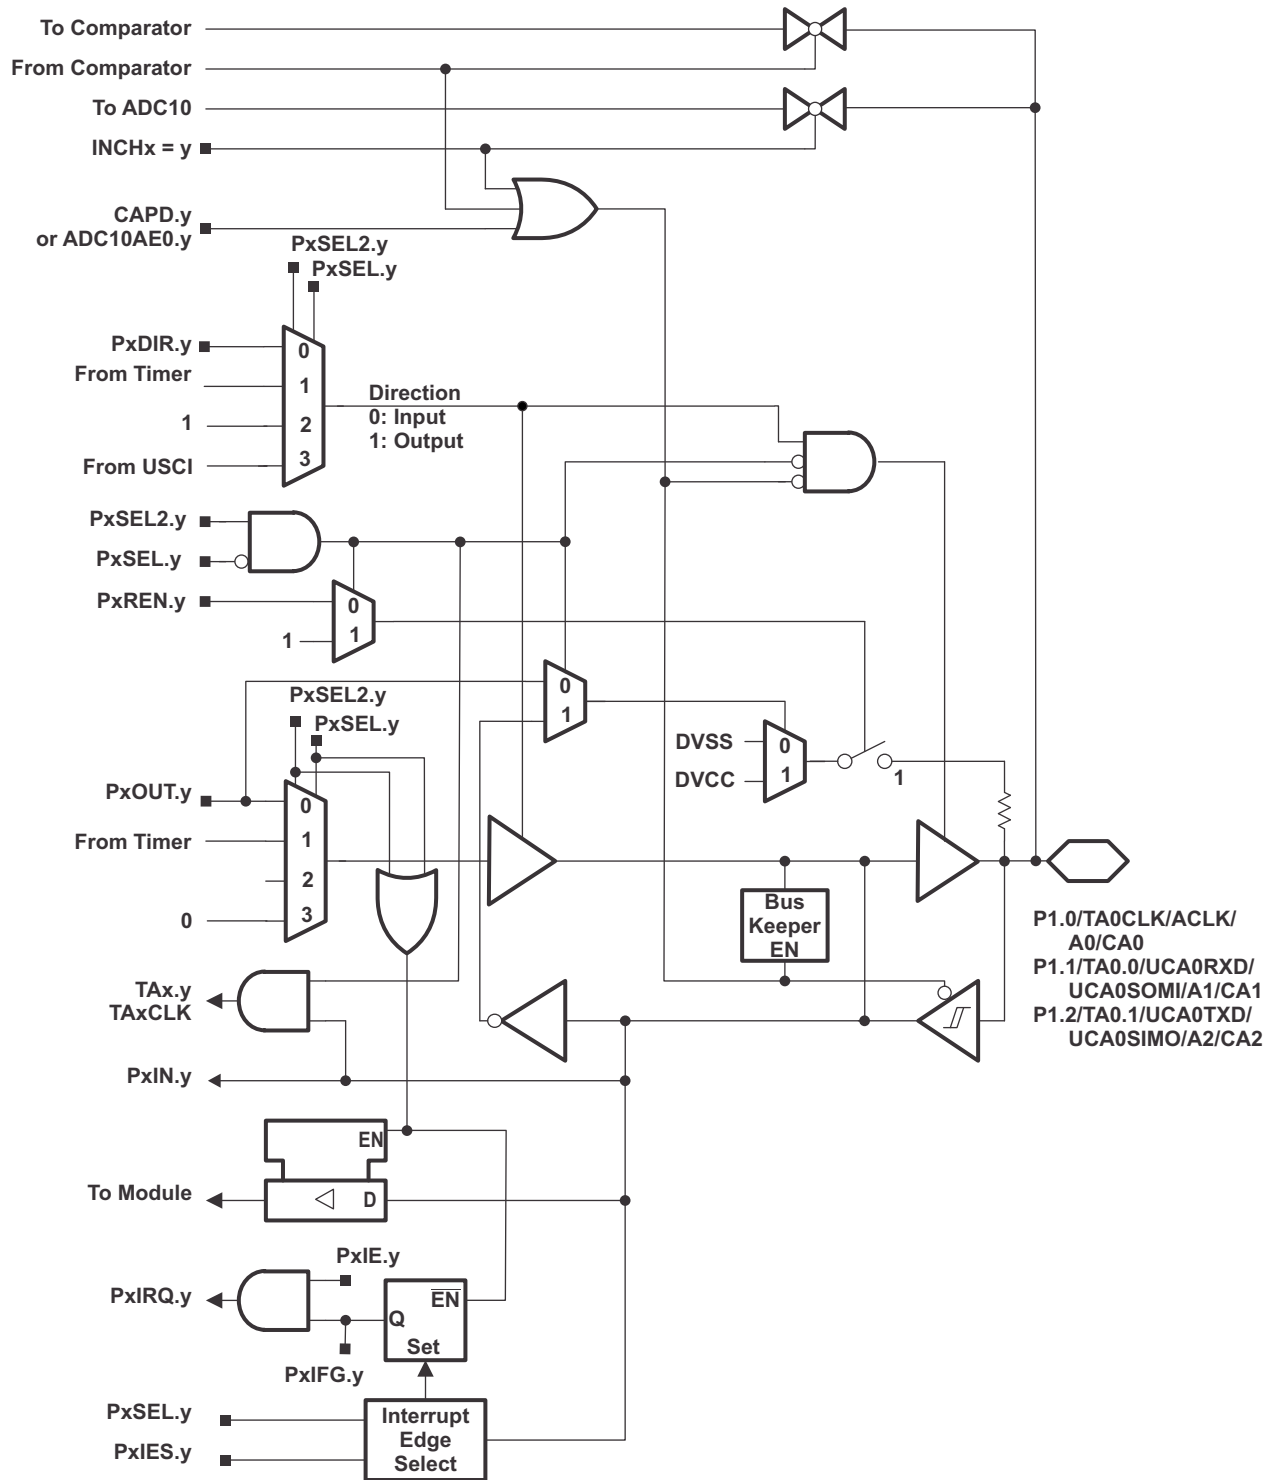 To Comparator
From Comparator
To ADC10
INCHx = y
CAPD.y
or ADC10AE0.y
PxSEL2.y
PxSEL.y
PxDIR.y
From Timer
1
From USCI
0
1
2
3
Direction
0: Input
1: Output
PxSEL2.y
PxSEL.y
PxREN.y
1
0
1
0
1
PxSEL2.y
PxSEL.y
DVSS
DVCC
0
1
1
PxOUT.y
From Timer
0
0
1
2
3
Bus
Keeper
EN
P1.0/TA0CLK/ACLK/
A0/CA0
P1.1/TA0.0/UCA0RXD/
UCA0SOMI/A1/CA1
P1.2/TA0.1/UCA0TXD/
UCA0SIMO/A2/CA2
TAx.y
TAxCLK
PxIN.y
EN
D
To Module
PxIE.y
PxIRQ.y
EN
Q
Set
PxIFG.y
PxSEL.y
PxIES.y
Interrupt
Edge
Select